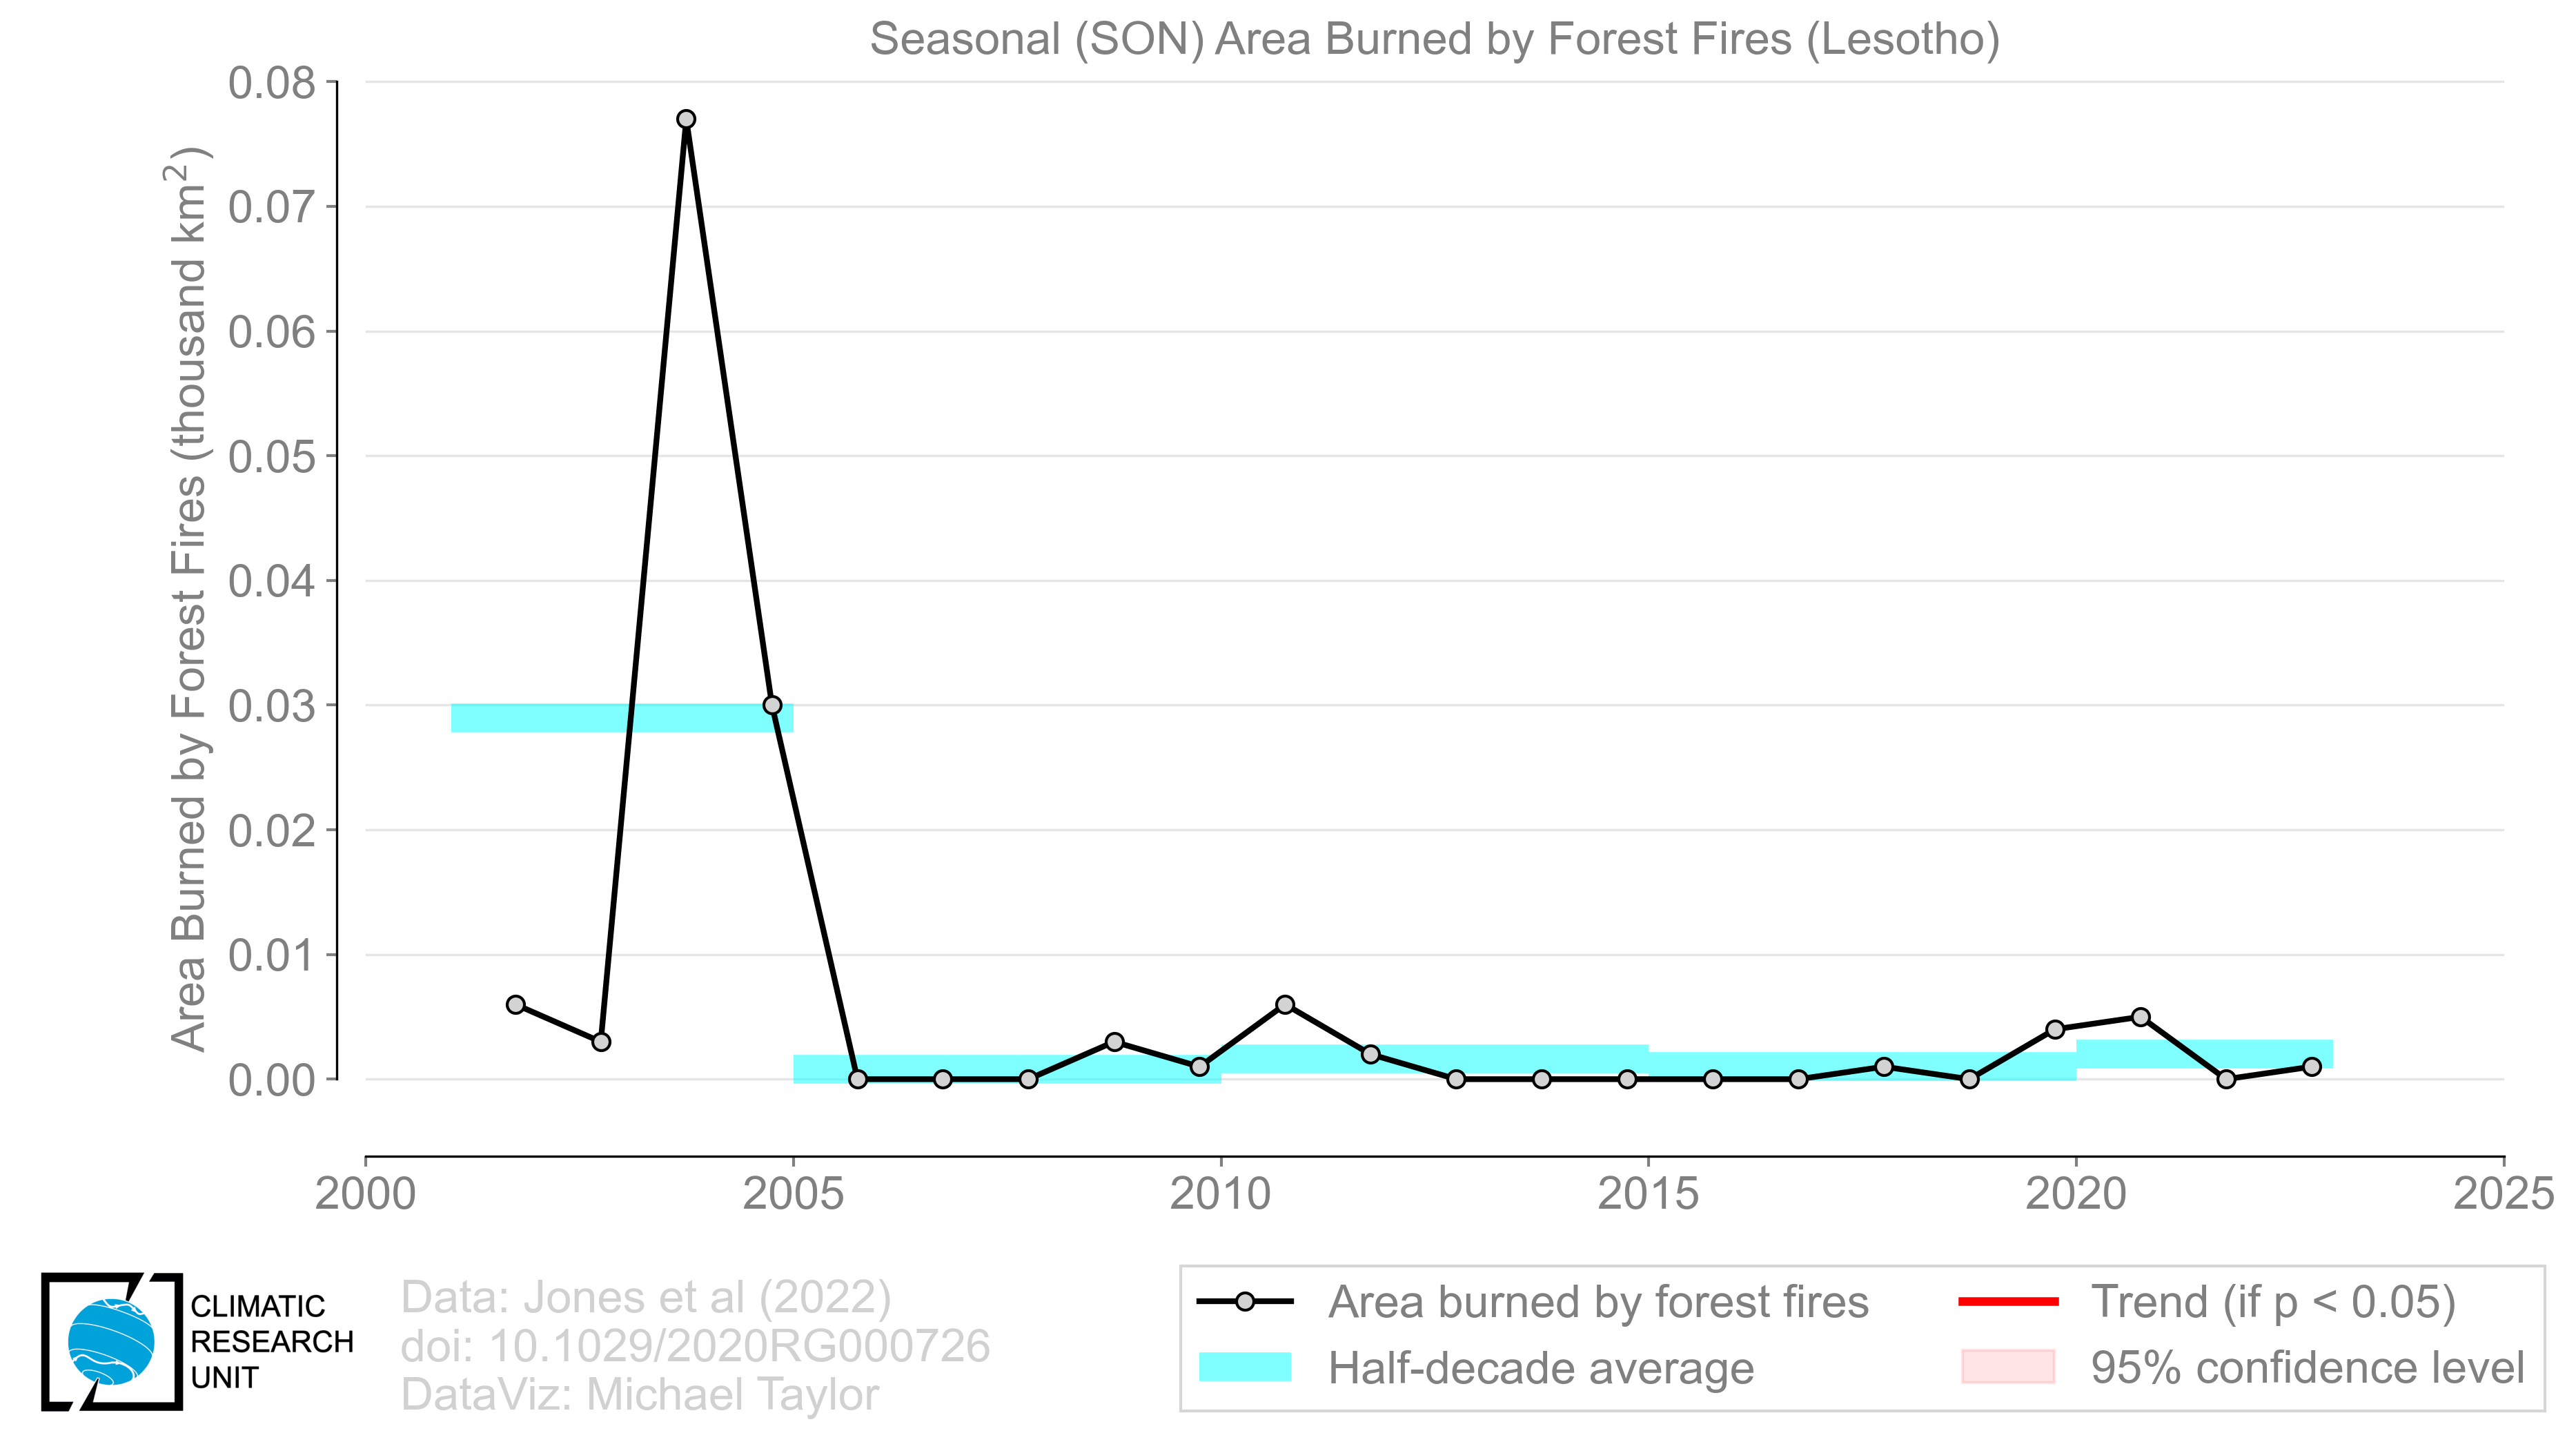 Seasonal (SON) Area Burned by Forest Fires (Lesotho)
Area Burned by Forest Fires (thousand km²)
0.08
0.07
0.06
0.05
0.04
0.03
0.02
0.01
0.00
2000 2005 2010 2015 2020 2025
CLIMATIC
RESEARCH
UNIT
Data: Jones et al (2022)
doi: 10.1029/2020RG000726
DataViz: Michael Taylor
Area burned by forest fires
Half-decade average
Trend (if p < 0.05)
95% confidence level